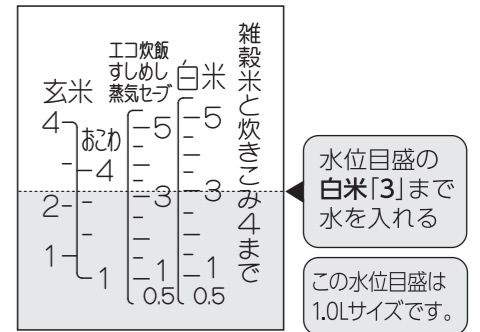 雑穀米と炊きこみ4まで
白米
5
3
1
0.5
エコ炊飯
すしめし
蒸気セーブ
5
3
1
0.5
おこわ
4
1
玄米
4
2
1
水位目盛の
白米「3」まで
水を入れる
この水位目盛は
1.0Lサイズです。